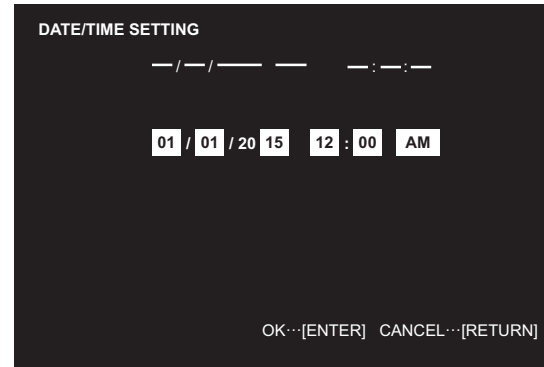 DATE/TIME SETTING
—/—/—— —— —:—:—
01 / 01 / 20 15 12 : 00 AM
OK···[ENTER] CANCEL···[RETURN]